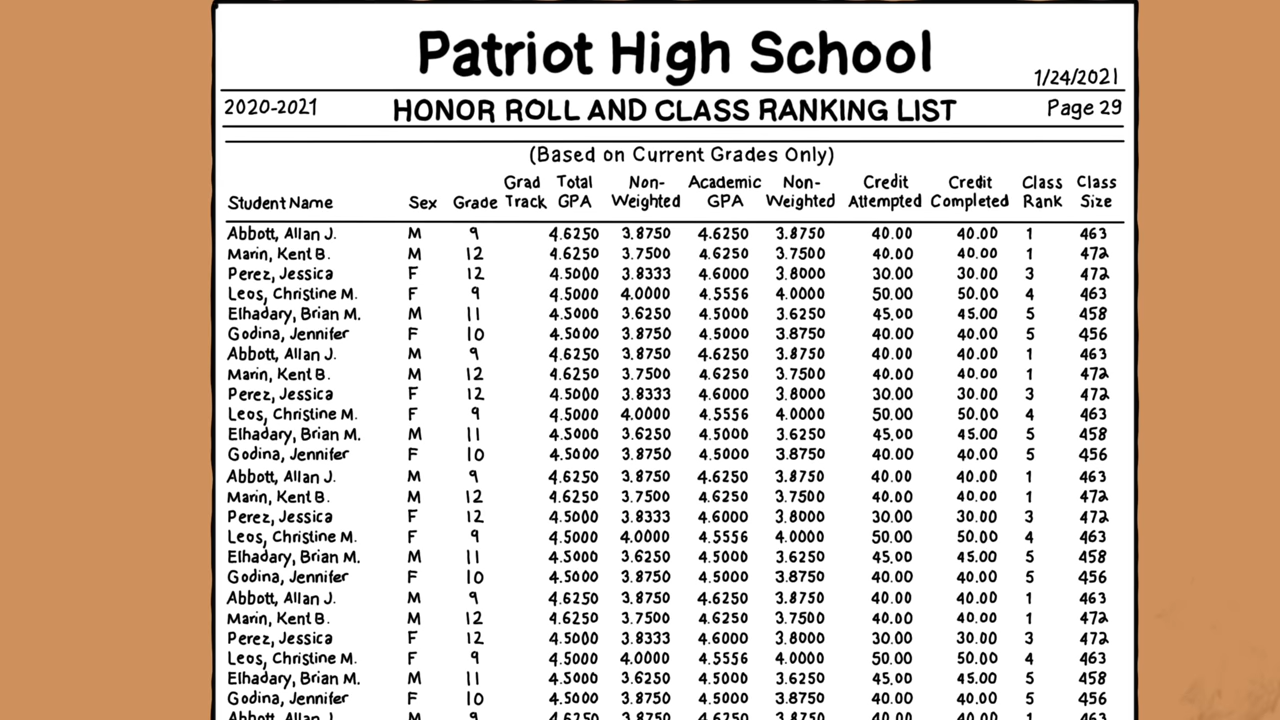 Patriot High School
1/24/2021
2020-2021 HONOR ROLL AND CLASS RANKING LIST Page 29
(Based on Current Grades Only)
Grad Total Non- Academic Non- Credit Credit Class Class
Student Name Sex Grade Track GPA Weighted GPA Weighted Attempted Completed Rank Size
Abbott, Allan J. M 9 4.6250 3.8750 4.6250 3.8750 40.00 40.00 1 463
Marin, Kent B. M 12 4.6250 3.7500 4.6250 3.7500 40.00 40.00 1 472
Perez, Jessica F 12 4.5000 3.8333 4.6000 3.8000 30.00 30.00 3 472
Leos, Christine M. F 9 4.5000 4.0000 4.5556 4.0000 50.00 50.00 4 463
Elhadary, Brian M. M 11 4.5000 3.6250 4.5000 3.6250 45.00 45.00 5 458
Godina, Jennifer F 10 4.5000 3.8750 4.5000 3.8750 40.00 40.00 5 456
Abbott, Allan J. M 9 4.6250 3.8750 4.6250 3.8750 40.00 40.00 1 463
Marin, Kent B. M 12 4.6250 3.7500 4.6250 3.7500 40.00 40.00 1 472
Perez, Jessica F 12 4.5000 3.8333 4.6000 3.8000 30.00 30.00 3 472
Leos, Christine M. F 9 4.5000 4.0000 4.5556 4.0000 50.00 50.00 4 463
Elhadary, Brian M. M 11 4.5000 3.6250 4.5000 3.6250 45.00 45.00 5 458
Godina, Jennifer F 10 4.5000 3.8750 4.5000 3.8750 40.00 40.00 5 456
Abbott, Allan J. M 9 4.6250 3.8750 4.6250 3.8750 40.00 40.00 1 463
Marin, Kent B. M 12 4.6250 3.7500 4.6250 3.7500 40.00 40.00 1 472
Perez, Jessica F 12 4.5000 3.8333 4.6000 3.8000 30.00 30.00 3 472
Leos, Christine M. F 9 4.5000 4.0000 4.5556 4.0000 50.00 50.00 4 463
Elhadary, Brian M. M 11 4.5000 3.6250 4.5000 3.6250 45.00 45.00 5 458
Godina, Jennifer F 10 4.5000 3.8750 4.5000 3.8750 40.00 40.00 5 456
Abbott, Allan J. M 9 4.6250 3.8750 4.6250 3.8750 40.00 40.00 1 463
Marin, Kent B. M 12 4.6250 3.7500 4.6250 3.7500 40.00 40.00 1 472
Perez, Jessica F 12 4.5000 3.8333 4.6000 3.8000 30.00 30.00 3 472
Leos, Christine M. F 9 4.5000 4.0000 4.5556 4.0000 50.00 50.00 4 463
Elhadary, Brian M. M 11 4.5000 3.6250 4.5000 3.6250 45.00 45.00 5 458
Godina, Jennifer F 10 4.5000 3.8750 4.5000 3.8750 40.00 40.00 5 456